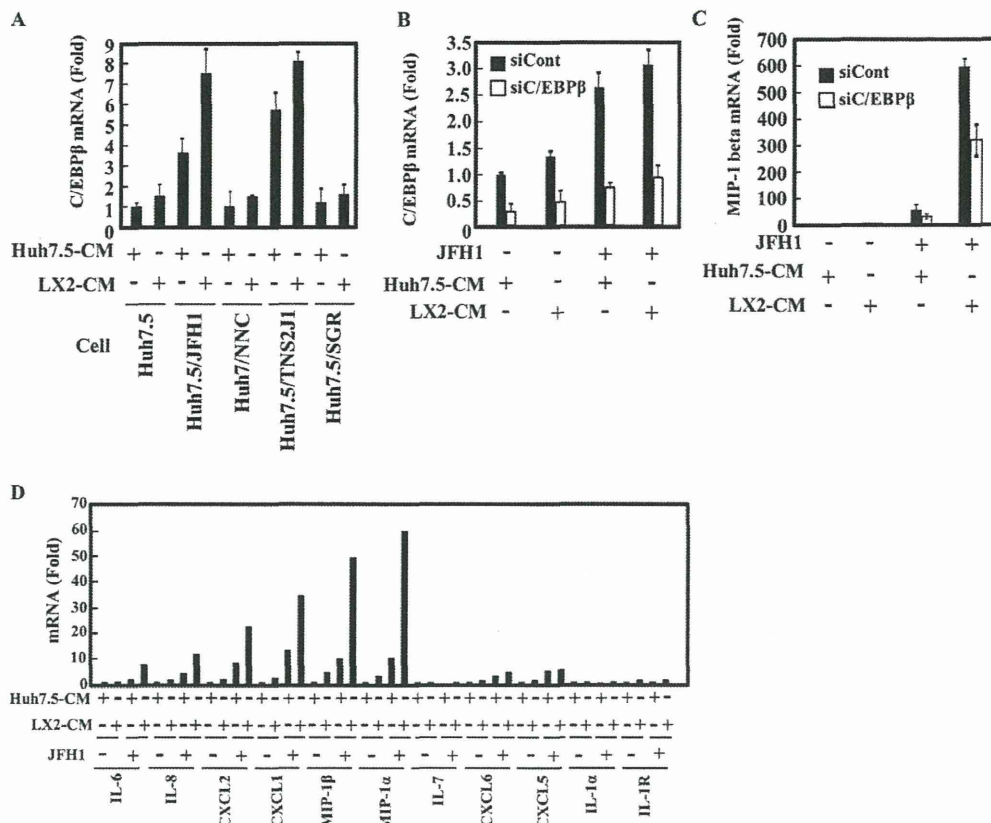 A
C/EBPβ mRNA (Fold)
9
8
7
6
5
4
3
2
1
0
Huh7.5-CM + - + - + - + - + -
LX2-CM - + - + - + - + - +
Cell
Huh7.5
Huh7.5/JFH1
Huh7/NNC
Huh7.5/TNS2J1
Huh7.5/SGR
B
C/EBPβ mRNA (Fold)
3.5
3.0
2.5
2.0
1.5
1.0
0.5
0
siCont
siC/EBPβ
JFH1 - - + +
Huh7.5-CM + - + -
LX2-CM - + - +
C
MIP-1 beta mRNA (Fold)
700
600
500
400
300
200
100
0
siCont
siC/EBPβ
JFH1 - - + +
Huh7.5-CM + - + -
LX2-CM - + - +
D
mRNA (Fold)
70
60
50
40
30
20
10
0
Huh7.5-CM +-+-+-+-+-+-+-+-+-+-+-+-+-+-+-+-+-+-+-+-+-+-
LX2-CM -+-+-+-+-+-+-+-+-+-+-+-+-+-+-+-+-+-+-+-+-+-+
JFH1 - + - + - + - + - + - + - + - + - + - + - +
IL-6
IL-8
CXCL2
CXCL1
MIP-1β
MIP-1α
IL-7
CXCL6
CXCL5
IL-1α
IL-1R